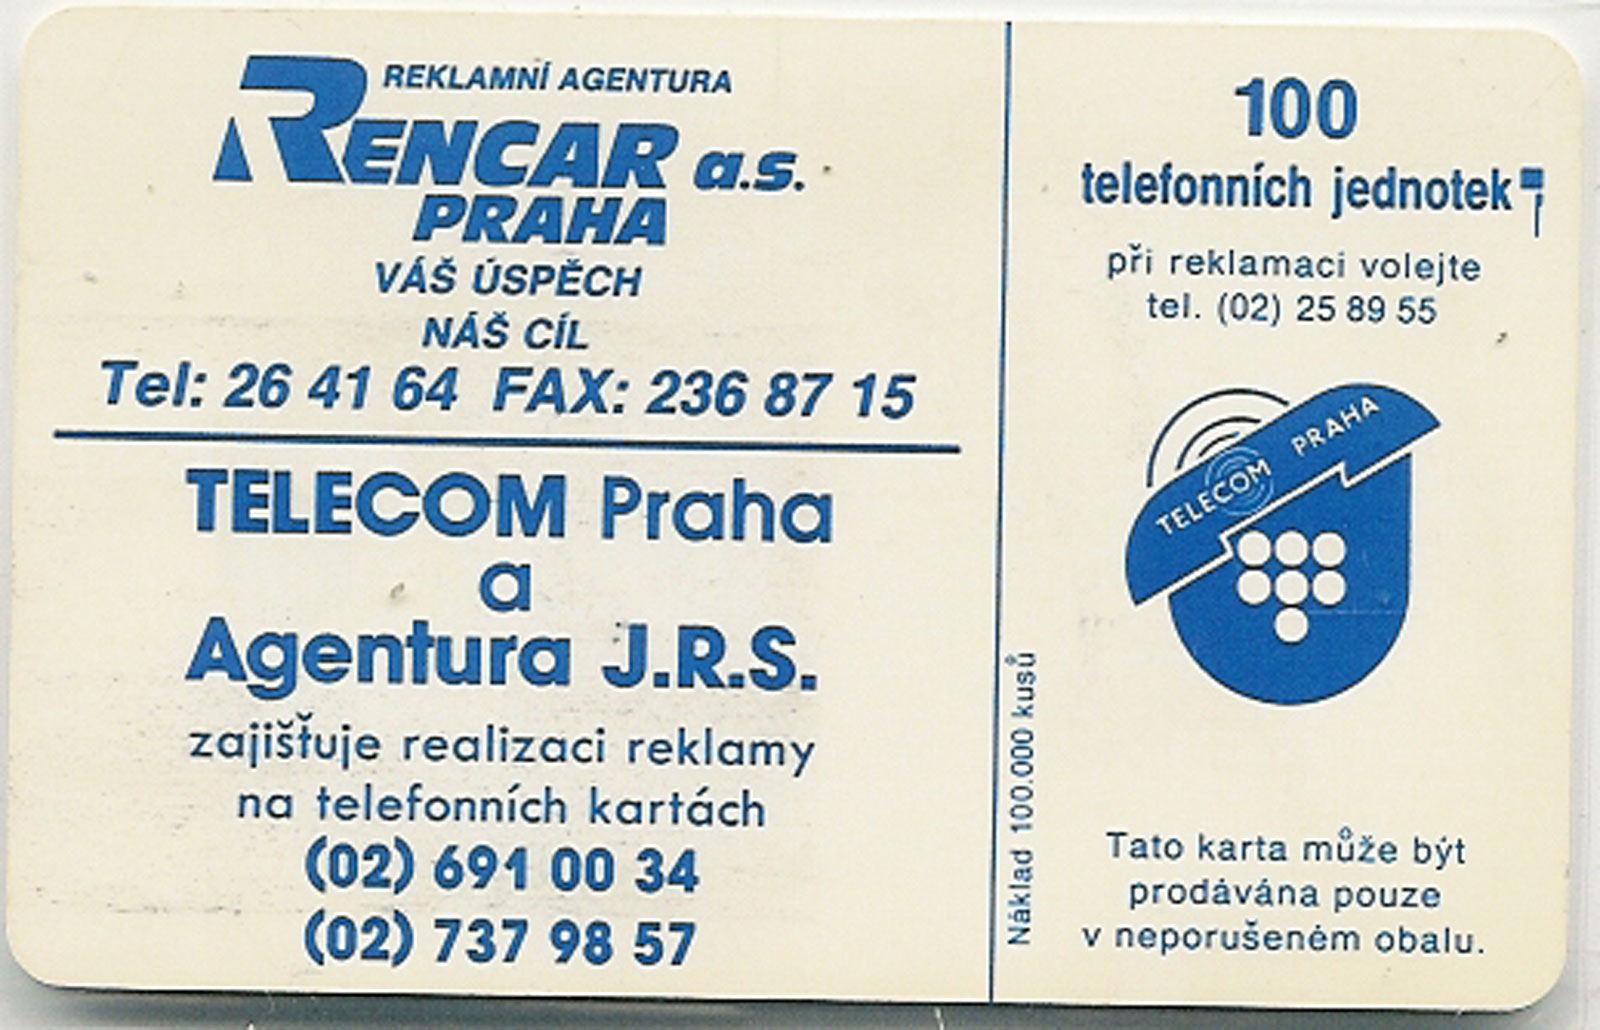 REKLAMNÍ AGENTURA
RENCAR a.s.
PRAHA
VÁŠ ÚSPĚCH
NÁŠ CÍL
Tel: 26 41 64 FAX: 236 87 15
TELECOM Praha
a
Agentura J.R.S.
zajišťuje realizaci reklamy
na telefonních kartách
(02) 691 00 34
(02) 737 98 57
Náklad 100.000 kusů
100
telefonních jednotek
při reklamaci volejte
tel. (02) 25 89 55
TELECOM PRAHA
Tato karta může být
prodávána pouze
v neporušeném obalu.